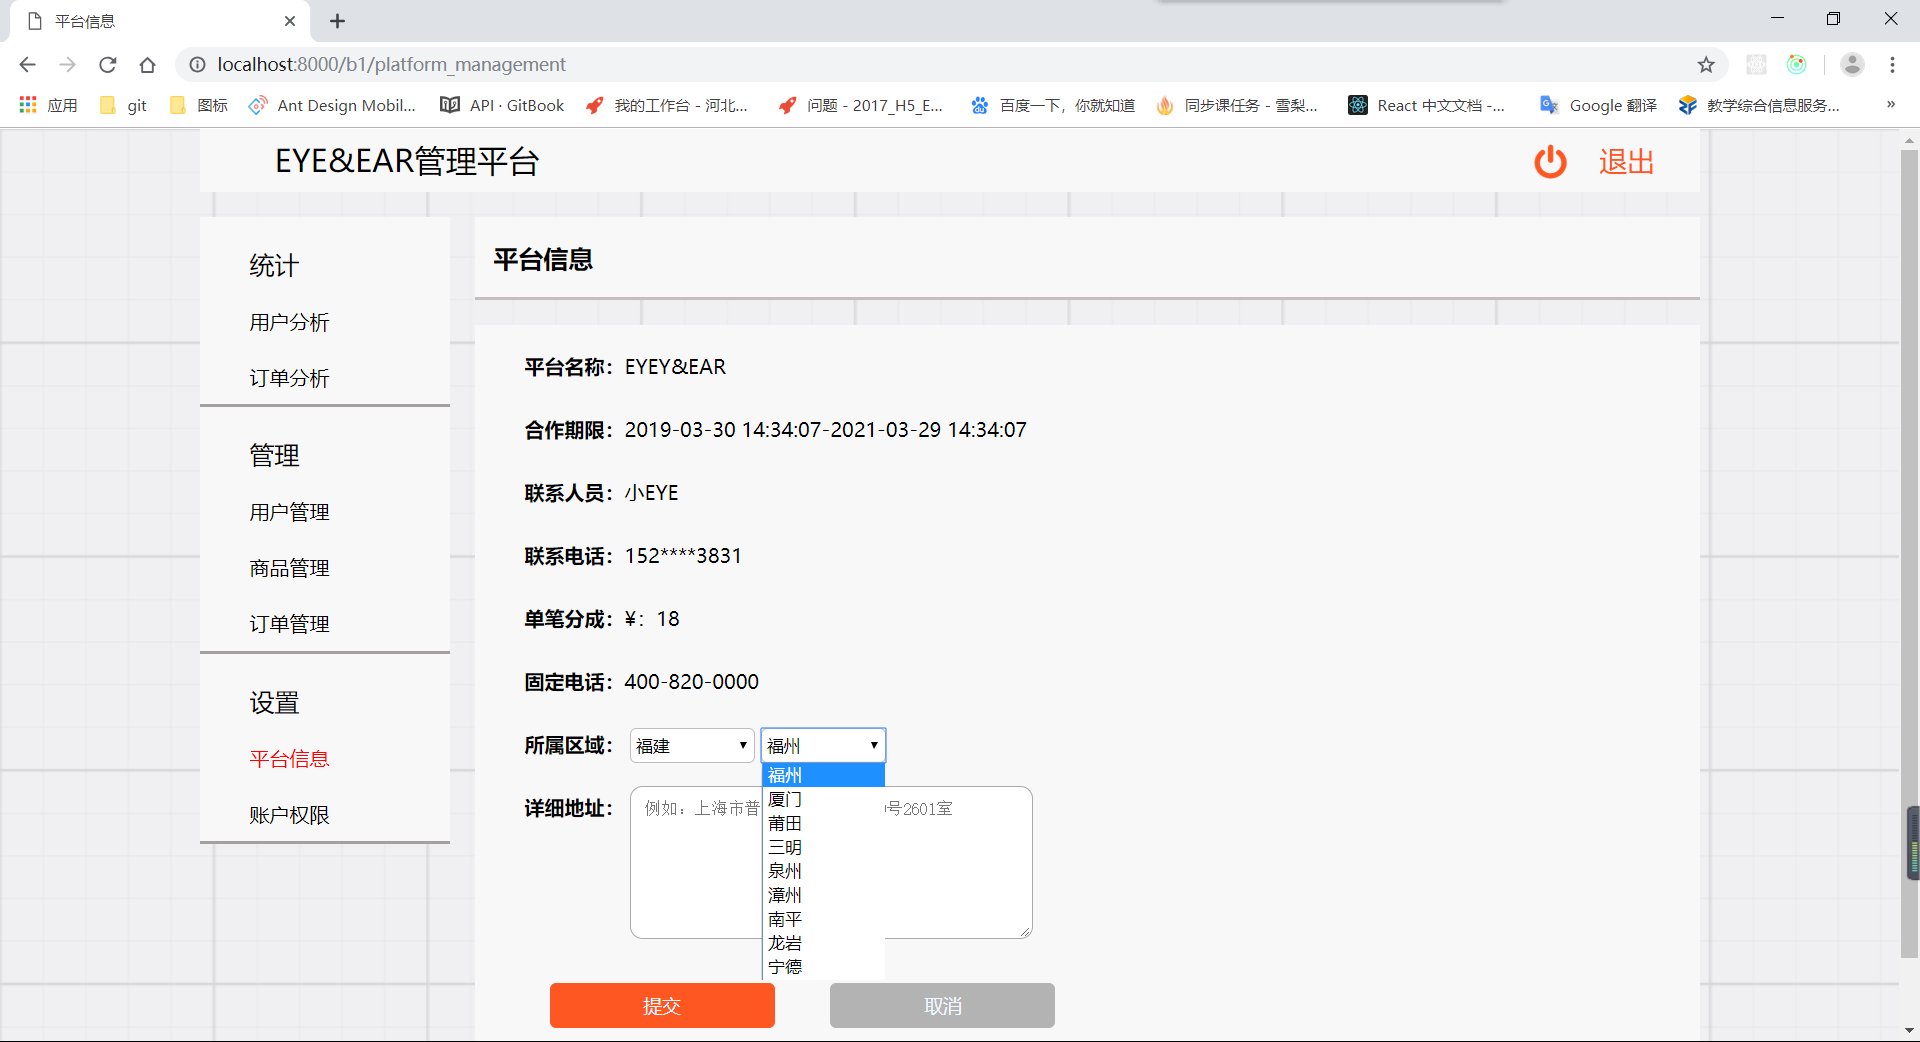 平台信息
localhost:8000/b1/platform_management
应用 git 图标 Ant Design Mobil... API · GitBook 我的工作台 - 河北... 问题 - 2017_H5_E... 百度一下，你就知道 同步课任务 - 雪梨... React 中文文档 -... Google 翻译 教学综合信息服务... »
EYE&EAR管理平台
退出
统计
用户分析
订单分析
管理
用户管理
商品管理
订单管理
设置
平台信息
账户权限
平台信息
平台名称：EYEY&EAR
合作期限：2019-03-30 14:34:07-2021-03-29 14:34:07
联系人员：小EYE
联系电话：152****3831
单笔分成：¥：18
固定电话：400-820-0000
所属区域：福建 福州
福州
厦门
莆田
三明
泉州
漳州
南平
龙岩
宁德
详细地址：例如：上海市普 号2601室
提交 取消